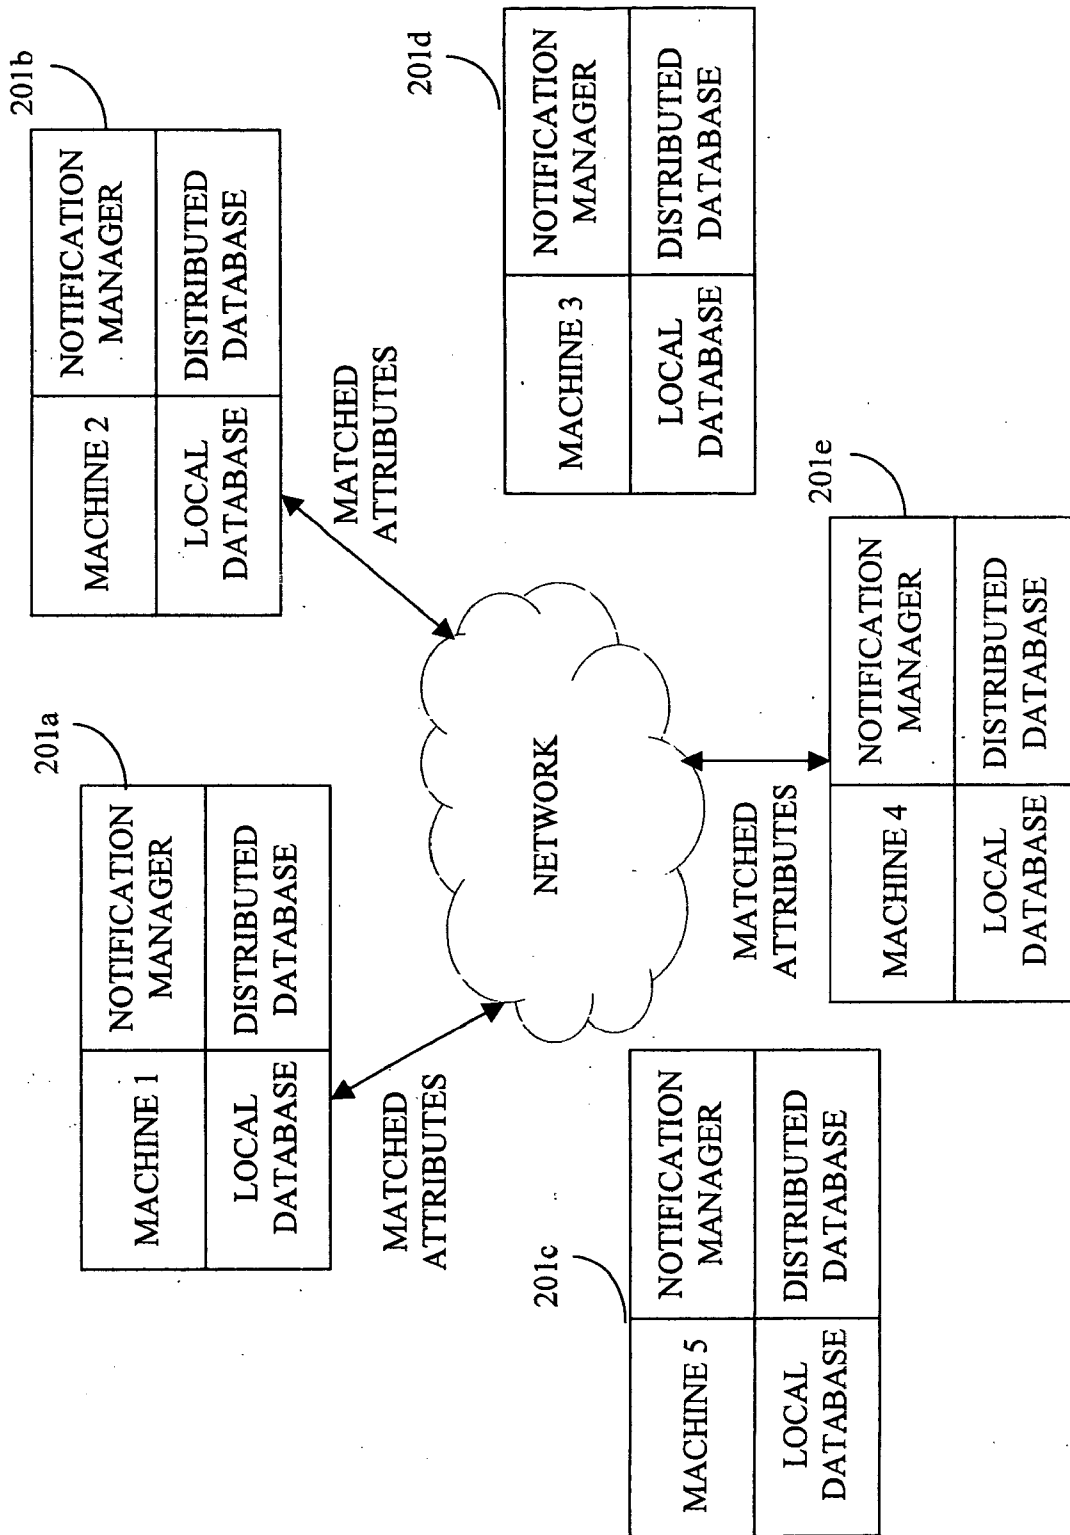 201a
MACHINE 1
NOTIFICATION
MANAGER
LOCAL
DATABASE
DISTRIBUTED
DATABASE
MATCHED
ATTRIBUTES
201b
MACHINE 2
NOTIFICATION
MANAGER
LOCAL
DATABASE
DISTRIBUTED
DATABASE
MATCHED
ATTRIBUTES
NETWORK
201c
MACHINE 5
NOTIFICATION
MANAGER
LOCAL
DATABASE
DISTRIBUTED
DATABASE
MATCHED
ATTRIBUTES
201e
MACHINE 4
NOTIFICATION
MANAGER
LOCAL
DATABASE
DISTRIBUTED
DATABASE
201d
MACHINE 3
NOTIFICATION
MANAGER
LOCAL
DATABASE
DISTRIBUTED
DATABASE